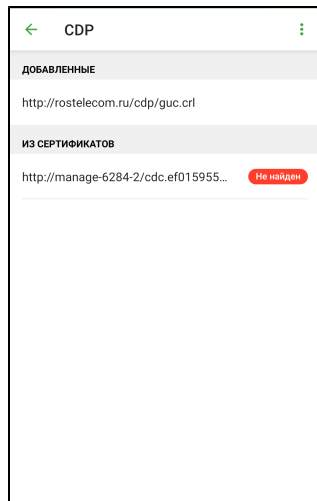 CDP
ДОБАВЛЕННЫЕ
http://rostelecom.ru/cdp/guc.crl
ИЗ СЕРТИФИКАТОВ
http://manage-6284-2/cdc.ef015955... Не найден